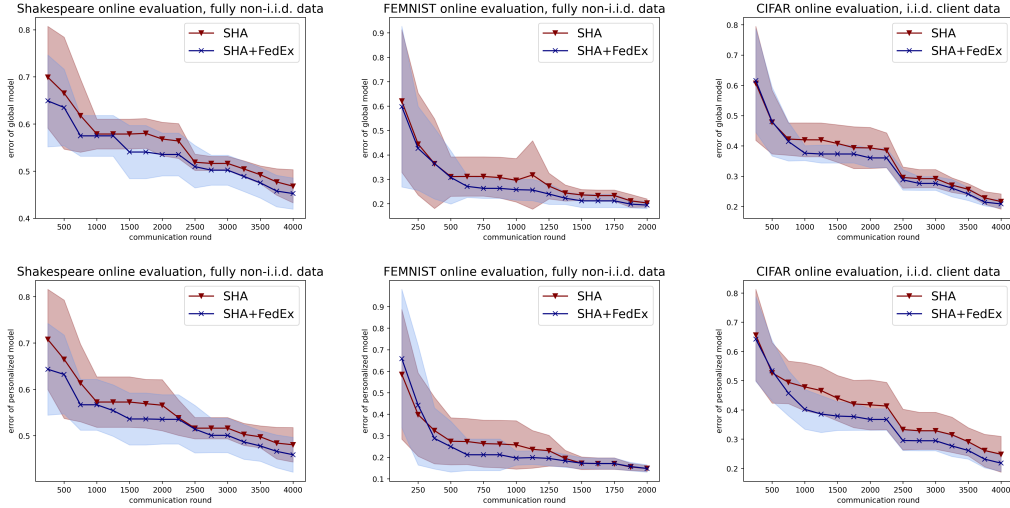 Shakespeare online evaluation, fully non-i.i.d. data
SHA
SHA+FedEx
error of global model
0.8
0.7
0.6
0.5
0.4
500 1000 1500 2000 2500 3000 3500 4000
communication round
FEMNIST online evaluation, fully non-i.i.d. data
SHA
SHA+FedEx
error of global model
0.9
0.8
0.7
0.6
0.5
0.4
0.3
0.2
250 500 750 1000 1250 1500 1750 2000
communication round
CIFAR online evaluation, i.i.d. client data
SHA
SHA+FedEx
error of global model
0.8
0.7
0.6
0.5
0.4
0.3
0.2
500 1000 1500 2000 2500 3000 3500 4000
communication round
Shakespeare online evaluation, fully non-i.i.d. data
SHA
SHA+FedEx
error of personalized model
0.8
0.7
0.6
0.5
500 1000 1500 2000 2500 3000 3500 4000
communication round
FEMNIST online evaluation, fully non-i.i.d. data
SHA
SHA+FedEx
error of personalized model
0.9
0.8
0.7
0.6
0.5
0.4
0.3
0.2
0.1
250 500 750 1000 1250 1500 1750 2000
communication round
CIFAR online evaluation, i.i.d. client data
SHA
SHA+FedEx
error of personalized model
0.8
0.7
0.6
0.5
0.4
0.3
0.2
500 1000 1500 2000 2500 3000 3500 4000
communication round